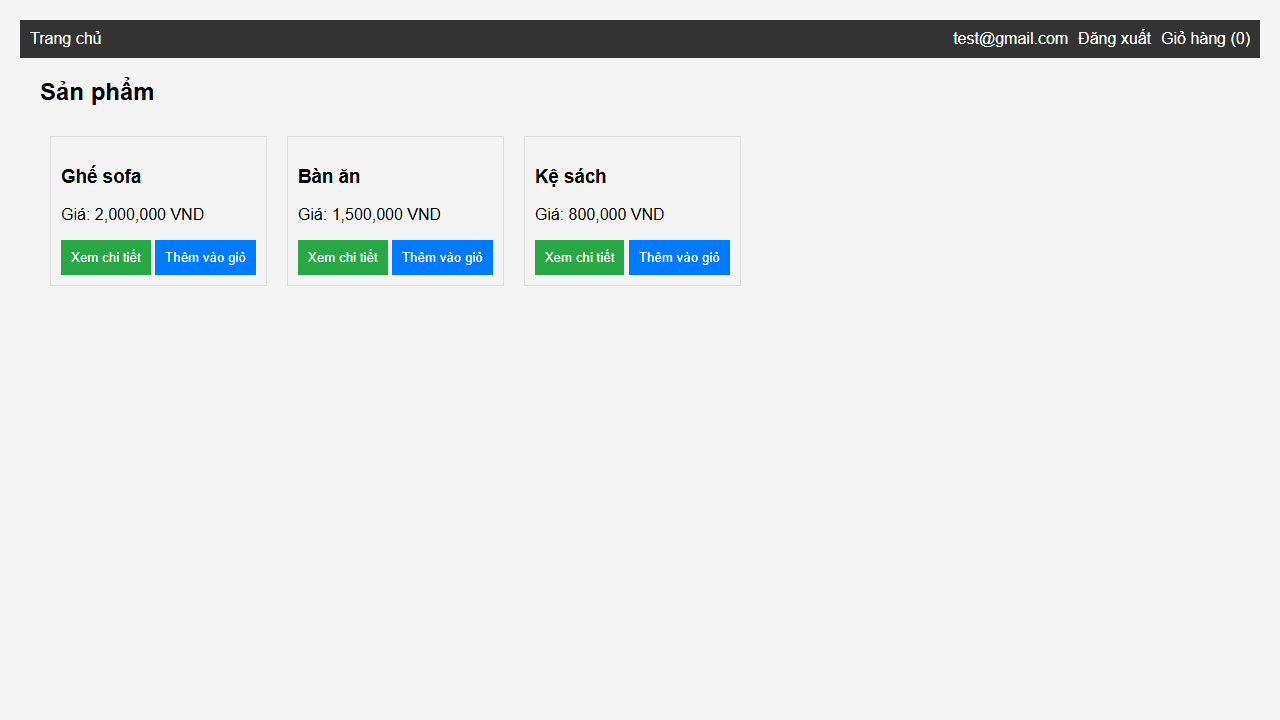 Trang chủ test@gmail.com Đăng xuất Giỏ hàng (0)
Sản phẩm
Ghế sofa
Giá: 2,000,000 VND
Xem chi tiết Thêm vào giỏ
Bàn ăn
Giá: 1,500,000 VND
Xem chi tiết Thêm vào giỏ
Kệ sách
Giá: 800,000 VND
Xem chi tiết Thêm vào giỏ